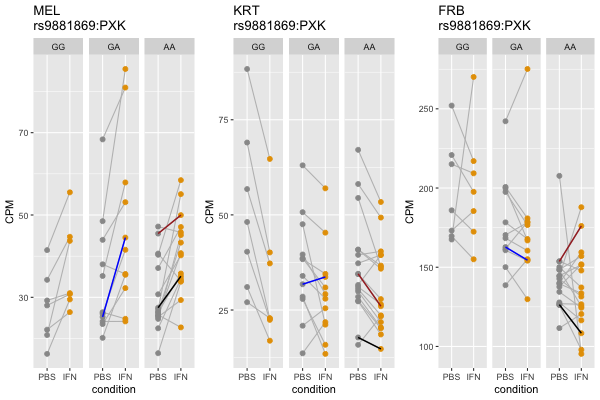 MEL
rs9881869:PXK
GG GA AA
70
50
30
CPM
PBS IFN PBS IFN PBS IFN
condition
KRT
rs9881869:PXK
GG GA AA
75
50
25
CPM
PBS IFN PBS IFN PBS IFN
condition
FRB
rs9881869:PXK
GG GA AA
250
200
150
100
CPM
PBS IFN PBS IFN PBS IFN
condition